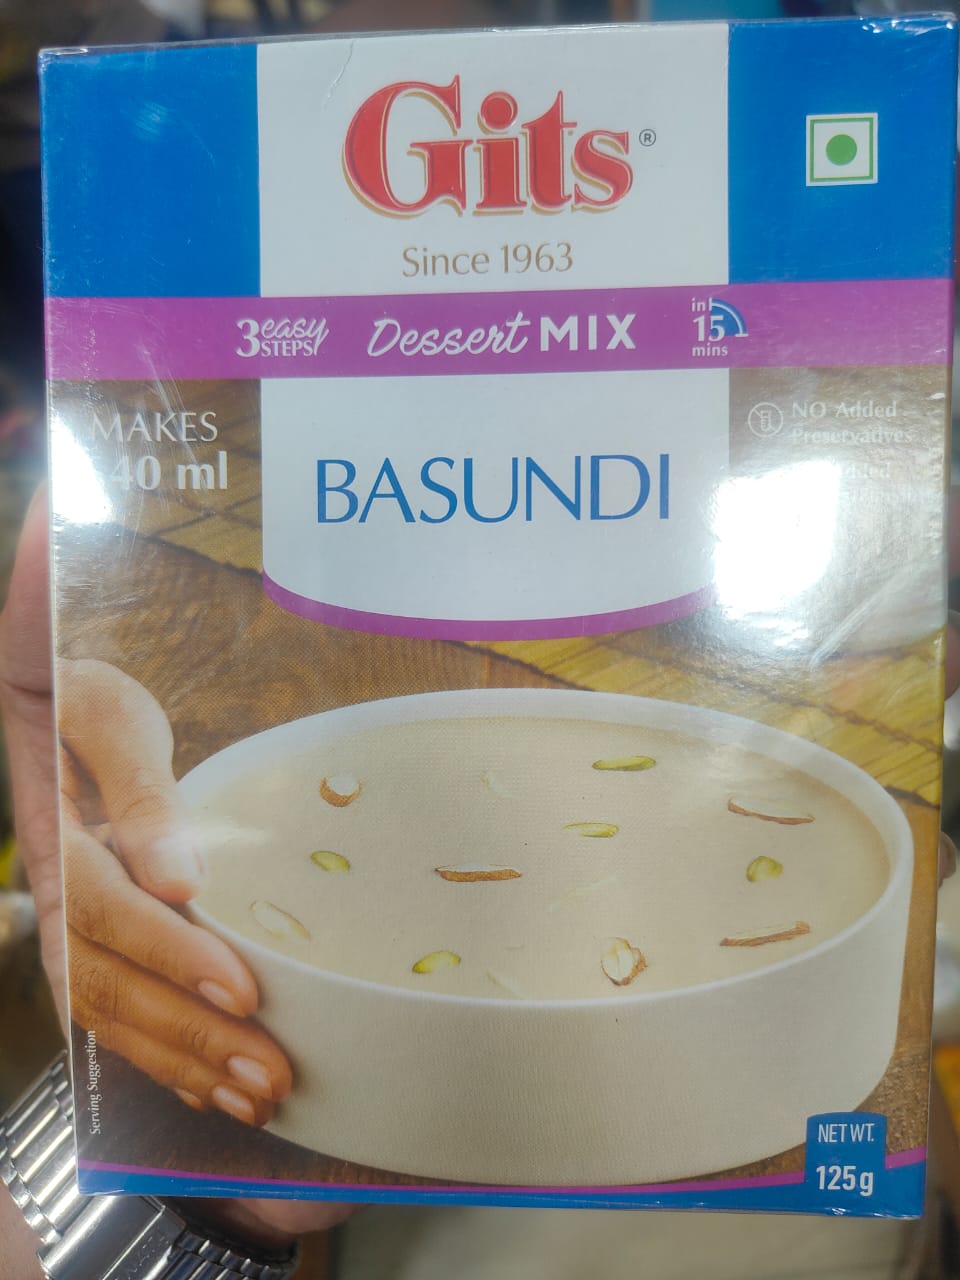 Gits®
Since 1963
3 easy STEPS
Dessert MIX
in 15 mins
MAKES
40 ml
NO Added
Preservatives
BASUNDI
Serving Suggestion
NET WT.
125g